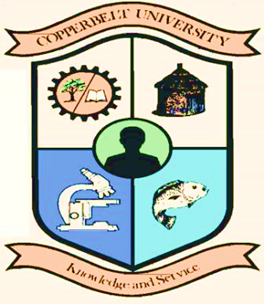 COPPERBELT UNIVERSITY
Knowledge and Service